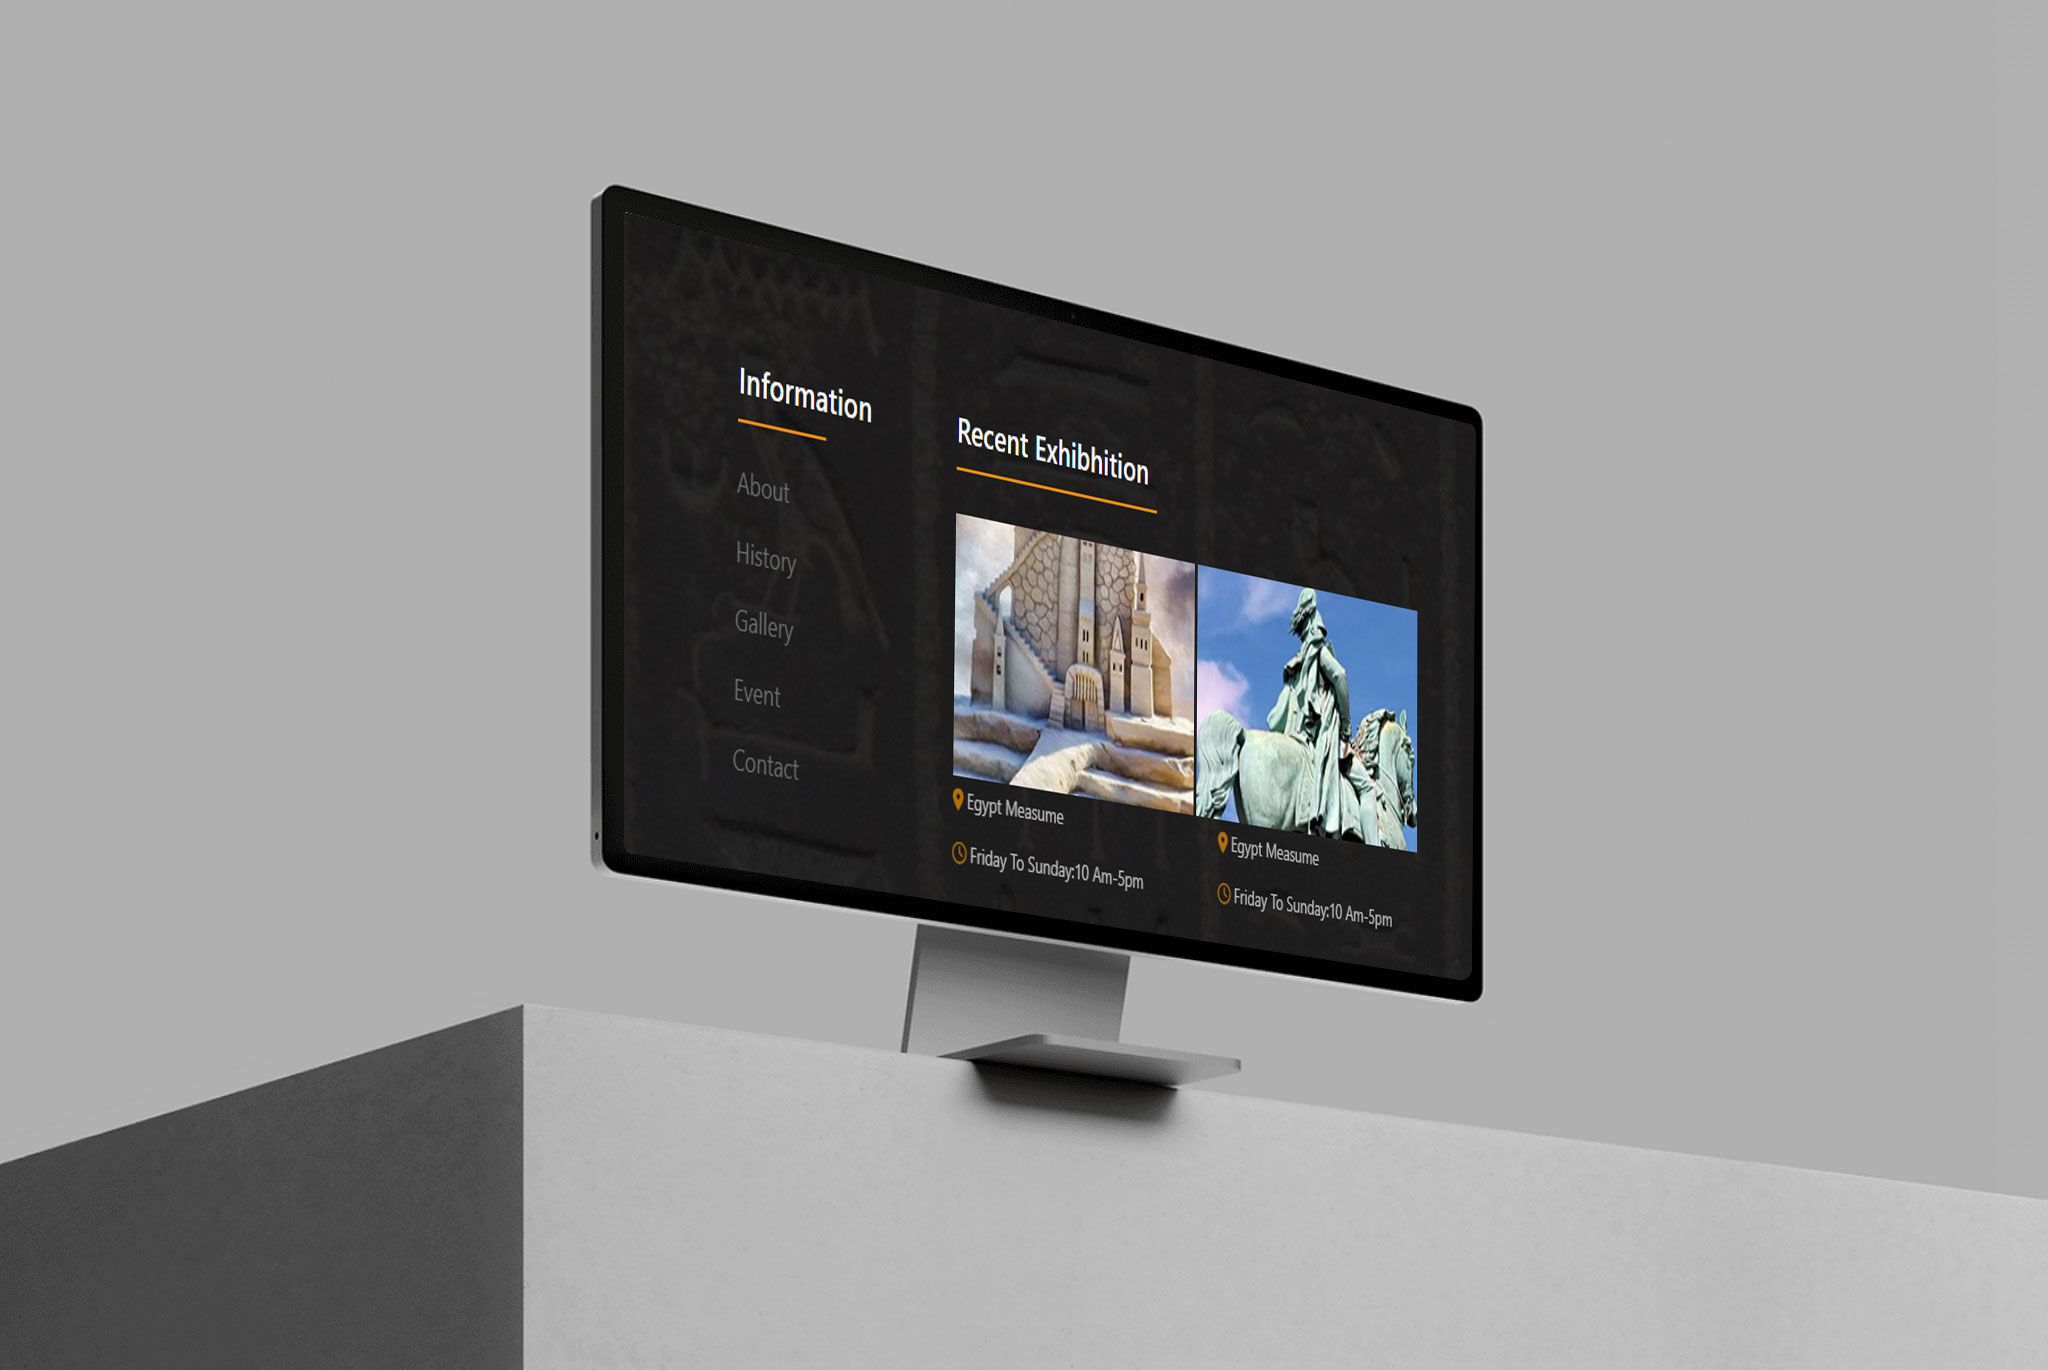 Information
About
History
Gallery
Event
Contact
Recent Exhibhition
Egypt Measume
Friday To Sunday:10 Am-5pm
Egypt Measume
Friday To Sunday:10 Am-5pm